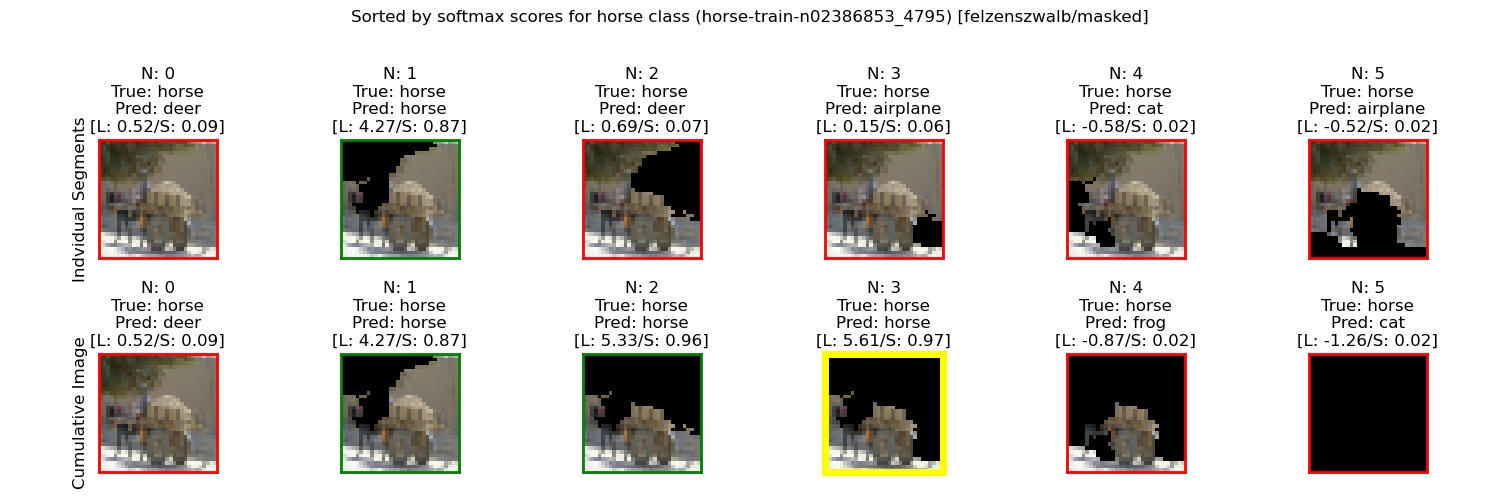 Sorted by softmax scores for horse class (horse-train-n02386853_4795) [felzenszwalb/masked]
Indvidual Segments
N: 0
True: horse
Pred: deer
[L: 0.52/S: 0.09]
N: 1
True: horse
Pred: horse
[L: 4.27/S: 0.87]
N: 2
True: horse
Pred: deer
[L: 0.69/S: 0.07]
N: 3
True: horse
Pred: airplane
[L: 0.15/S: 0.06]
N: 4
True: horse
Pred: cat
[L: -0.58/S: 0.02]
N: 5
True: horse
Pred: airplane
[L: -0.52/S: 0.02]
Cumulative Image
N: 0
True: horse
Pred: deer
[L: 0.52/S: 0.09]
N: 1
True: horse
Pred: horse
[L: 4.27/S: 0.87]
N: 2
True: horse
Pred: horse
[L: 5.33/S: 0.96]
N: 3
True: horse
Pred: horse
[L: 5.61/S: 0.97]
N: 4
True: horse
Pred: frog
[L: -0.87/S: 0.02]
N: 5
True: horse
Pred: cat
[L: -1.26/S: 0.02]